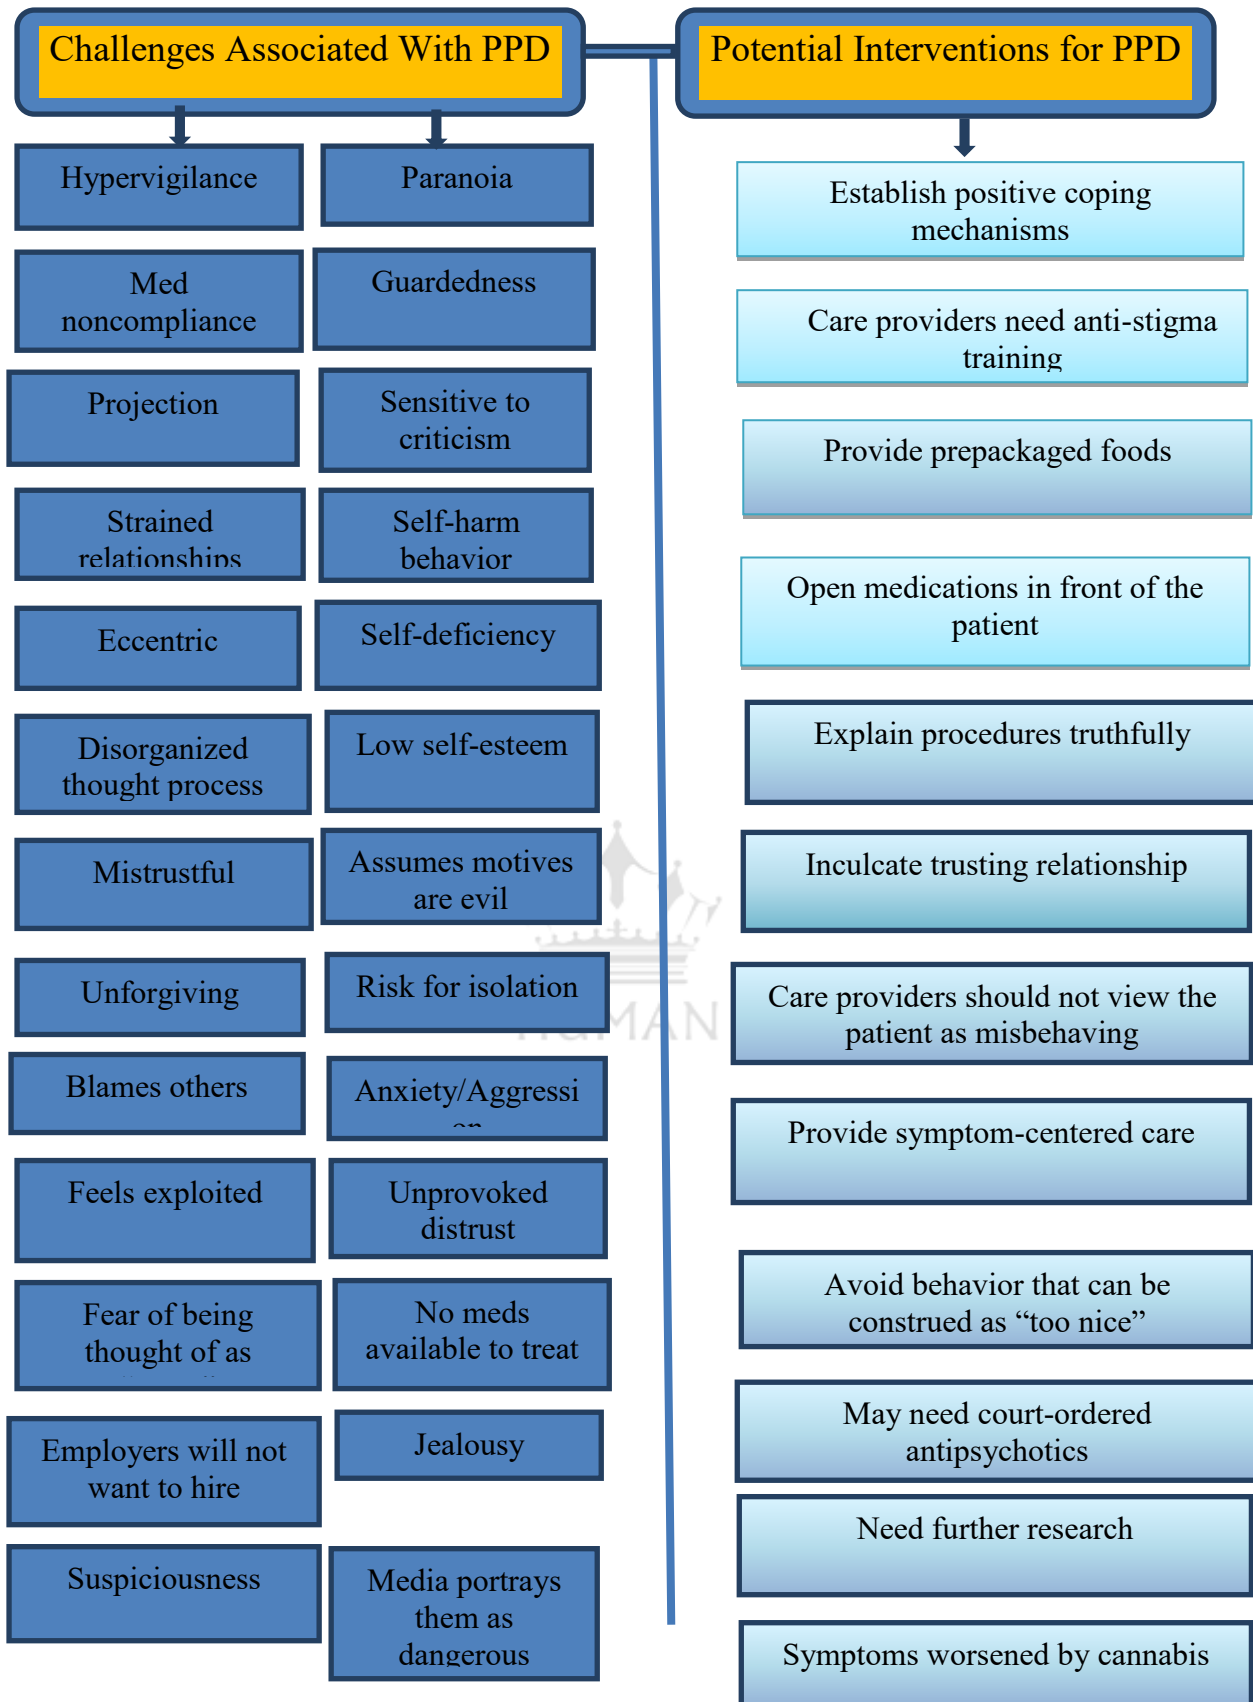 Challenges Associated With PPD
Potential Interventions for PPD
Hypervigilance
Med
noncompliance
Projection
Strained
relationships
Eccentric
Disorganized
thought process
Mistrustful
Unforgiving
Blames others
Feels exploited
Fear of being
thought of as
Employers will not
want to hire
Suspiciousness
Paranoia
Guardedness
Sensitive to
criticism
Self-harm
behavior
Self-deficiency
Low self-esteem
Assumes motives
are evil
Risk for isolation
Anxiety/Aggressi
on
Unprovoked
distrust
No meds
available to treat
Jealousy
Media portrays
them as
dangerous
Establish positive coping
mechanisms
Care providers need anti-stigma
training
Provide prepackaged foods
Open medications in front of the
patient
Explain procedures truthfully
Inculcate trusting relationship
Care providers should not view the
patient as misbehaving
Provide symptom-centered care
Avoid behavior that can be
construed as “too nice”
May need court-ordered
antipsychotics
Need further research
Symptoms worsened by cannabis
HUMAN